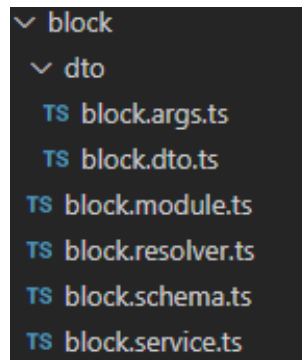 block
dto
TS block.args.ts
TS block.dto.ts
TS block.module.ts
TS block.resolver.ts
TS block.schema.ts
TS block.service.ts